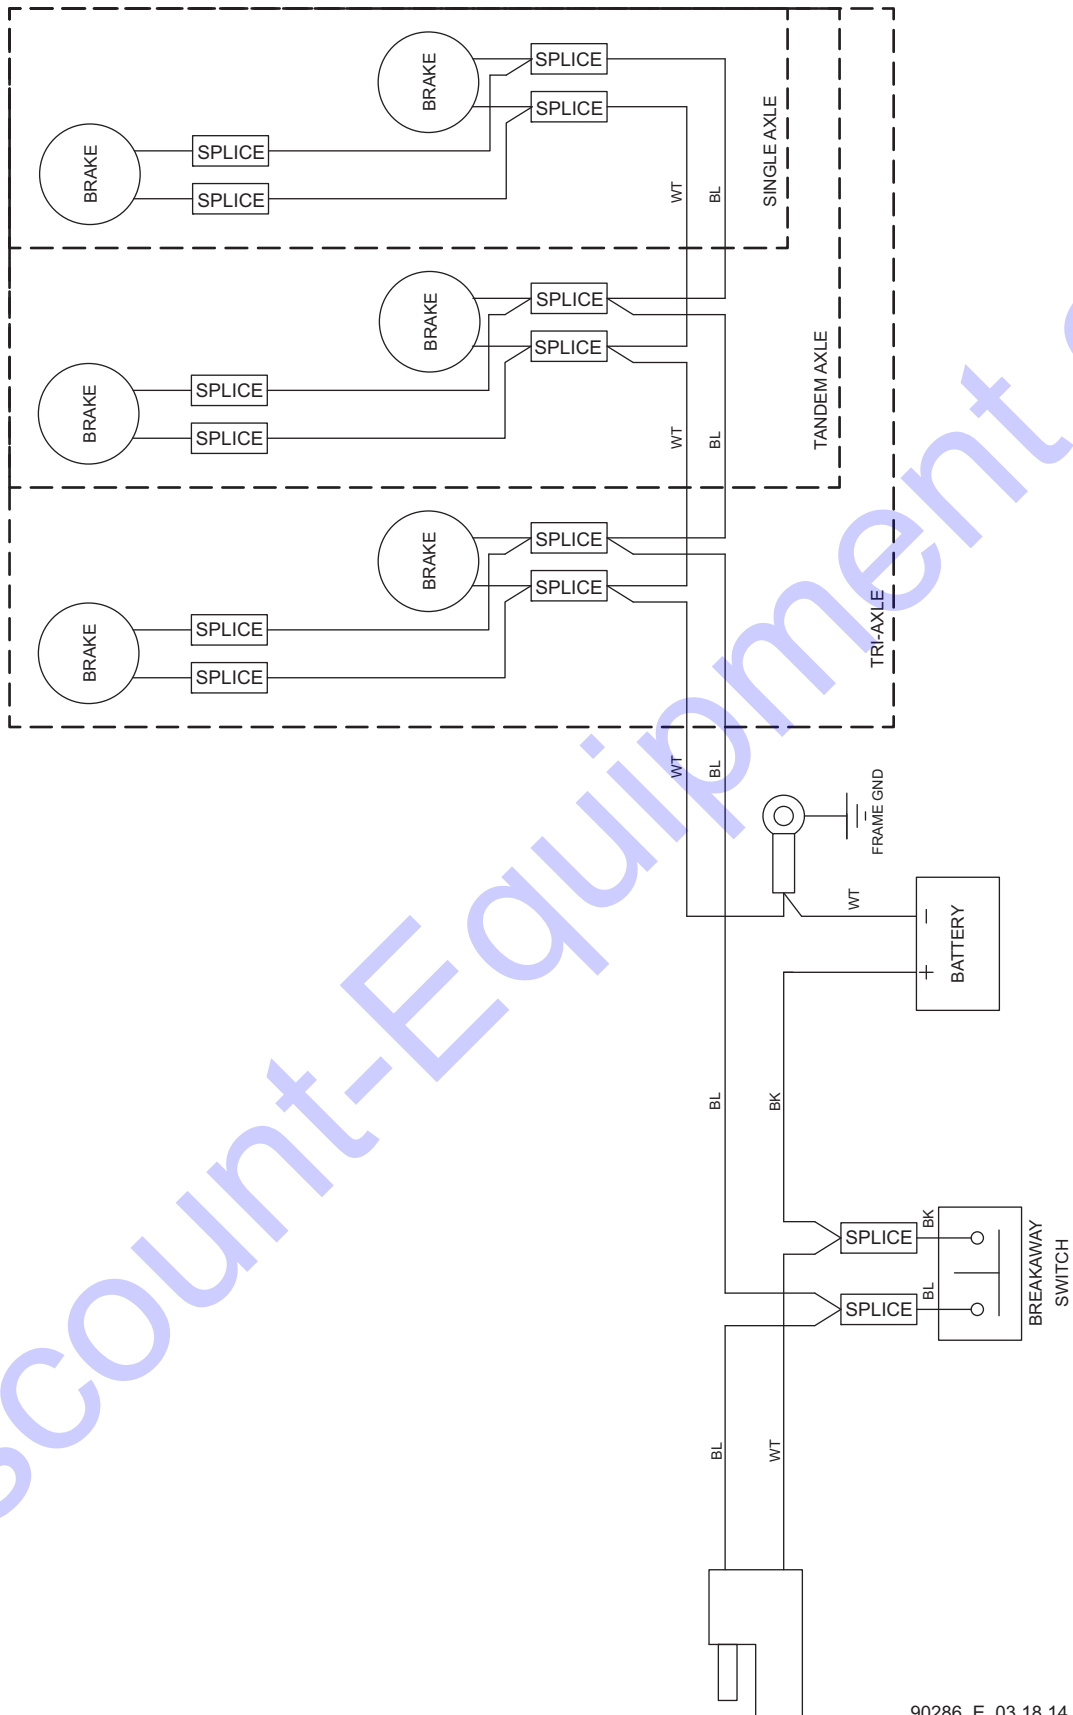 BRAKE
SPLICE
SPLICE
BRAKE
SPLICE
SPLICE
WT
BL
SINGLE AXLE
BRAKE
SPLICE
SPLICE
BRAKE
SPLICE
SPLICE
WT
BL
TANDEM AXLE
BRAKE
SPLICE
SPLICE
BRAKE
SPLICE
SPLICE
TRI-AXLE
WT
BL
FRAME GND
WT
BATTERY
+
−
BL
BK
SPLICE
BK
SPLICE
BL
BREAKAWAY
SWITCH
BL
WT
scount-Equipment